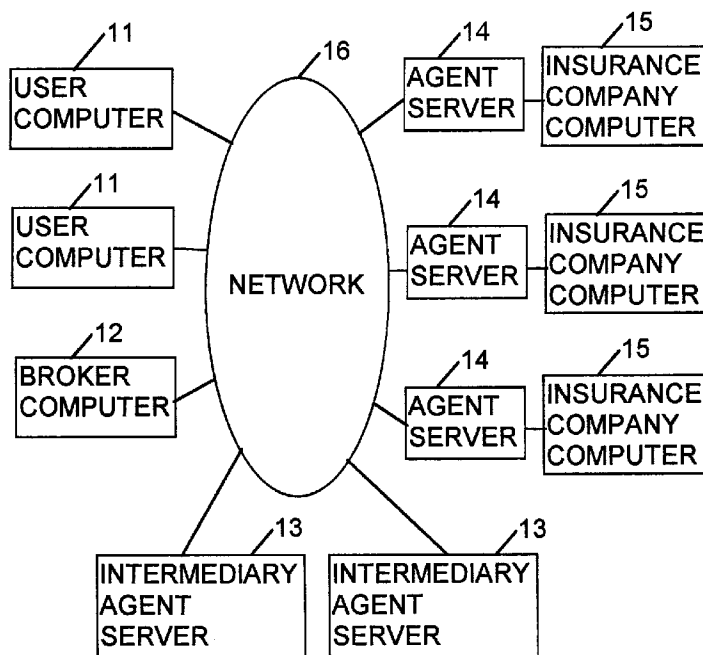 11
USER
COMPUTER
11
USER
COMPUTER
12
BROKER
COMPUTER
16
NETWORK
14
AGENT
SERVER
15
INSURANCE
COMPANY
COMPUTER
14
AGENT
SERVER
15
INSURANCE
COMPANY
COMPUTER
14
AGENT
SERVER
15
INSURANCE
COMPANY
COMPUTER
13
INTERMEDIARY
AGENT
SERVER
13
INTERMEDIARY
AGENT
SERVER